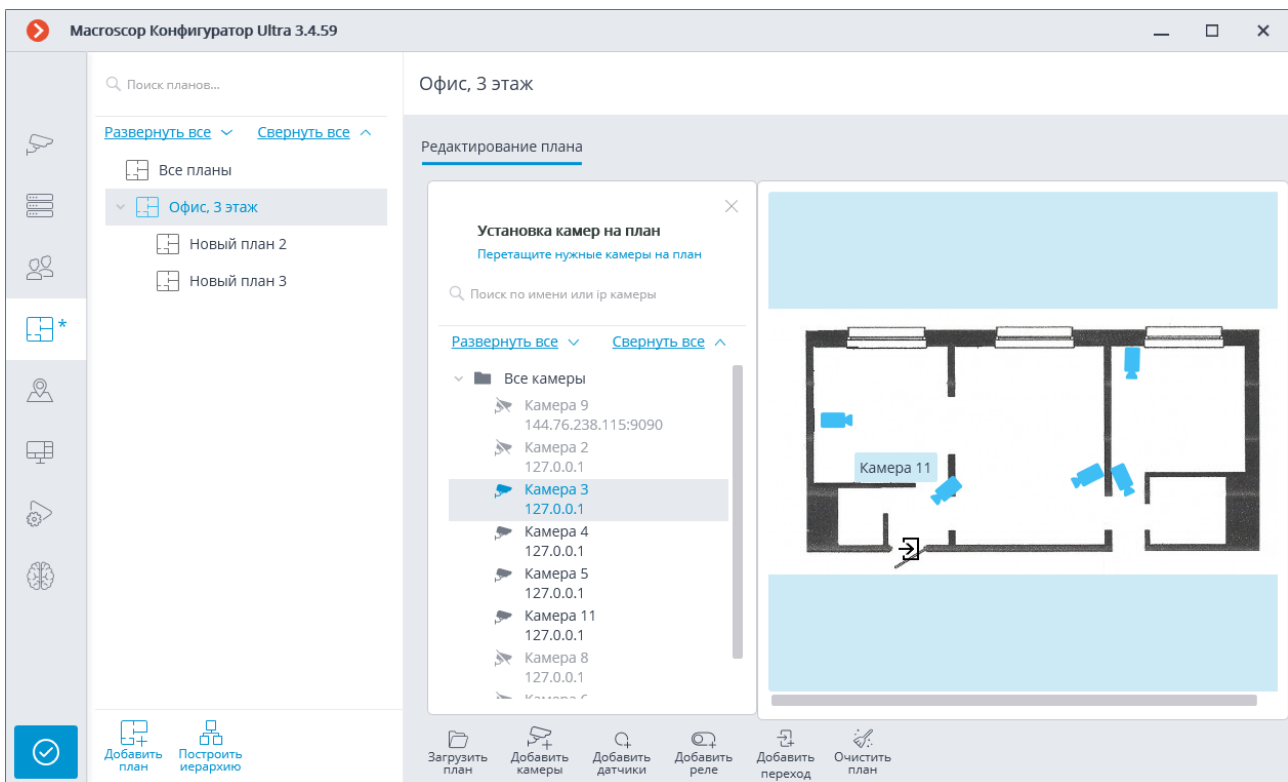 Macroscop Конфигуратор Ultra 3.4.59
Поиск планов...
Развернуть все
Свернуть все
Все планы
Офис, 3 этаж
Новый план 2
Новый план 3
Добавить
план
Построить
иерархию
Офис, 3 этаж
Редактирование плана
Установка камер на план
Перетащите нужные камеры на план
Поиск по имени или ip камеры
Развернуть все
Свернуть все
Все камеры
Камера 9
144.76.238.115:9090
Камера 2
127.0.0.1
Камера 3
127.0.0.1
Камера 4
127.0.0.1
Камера 5
127.0.0.1
Камера 11
127.0.0.1
Камера 8
127.0.0.1
Камера 6
Камера 11
Загрузить
план
Добавить
камеры
Добавить
датчики
Добавить
реле
Добавить
переход
Очистить
план